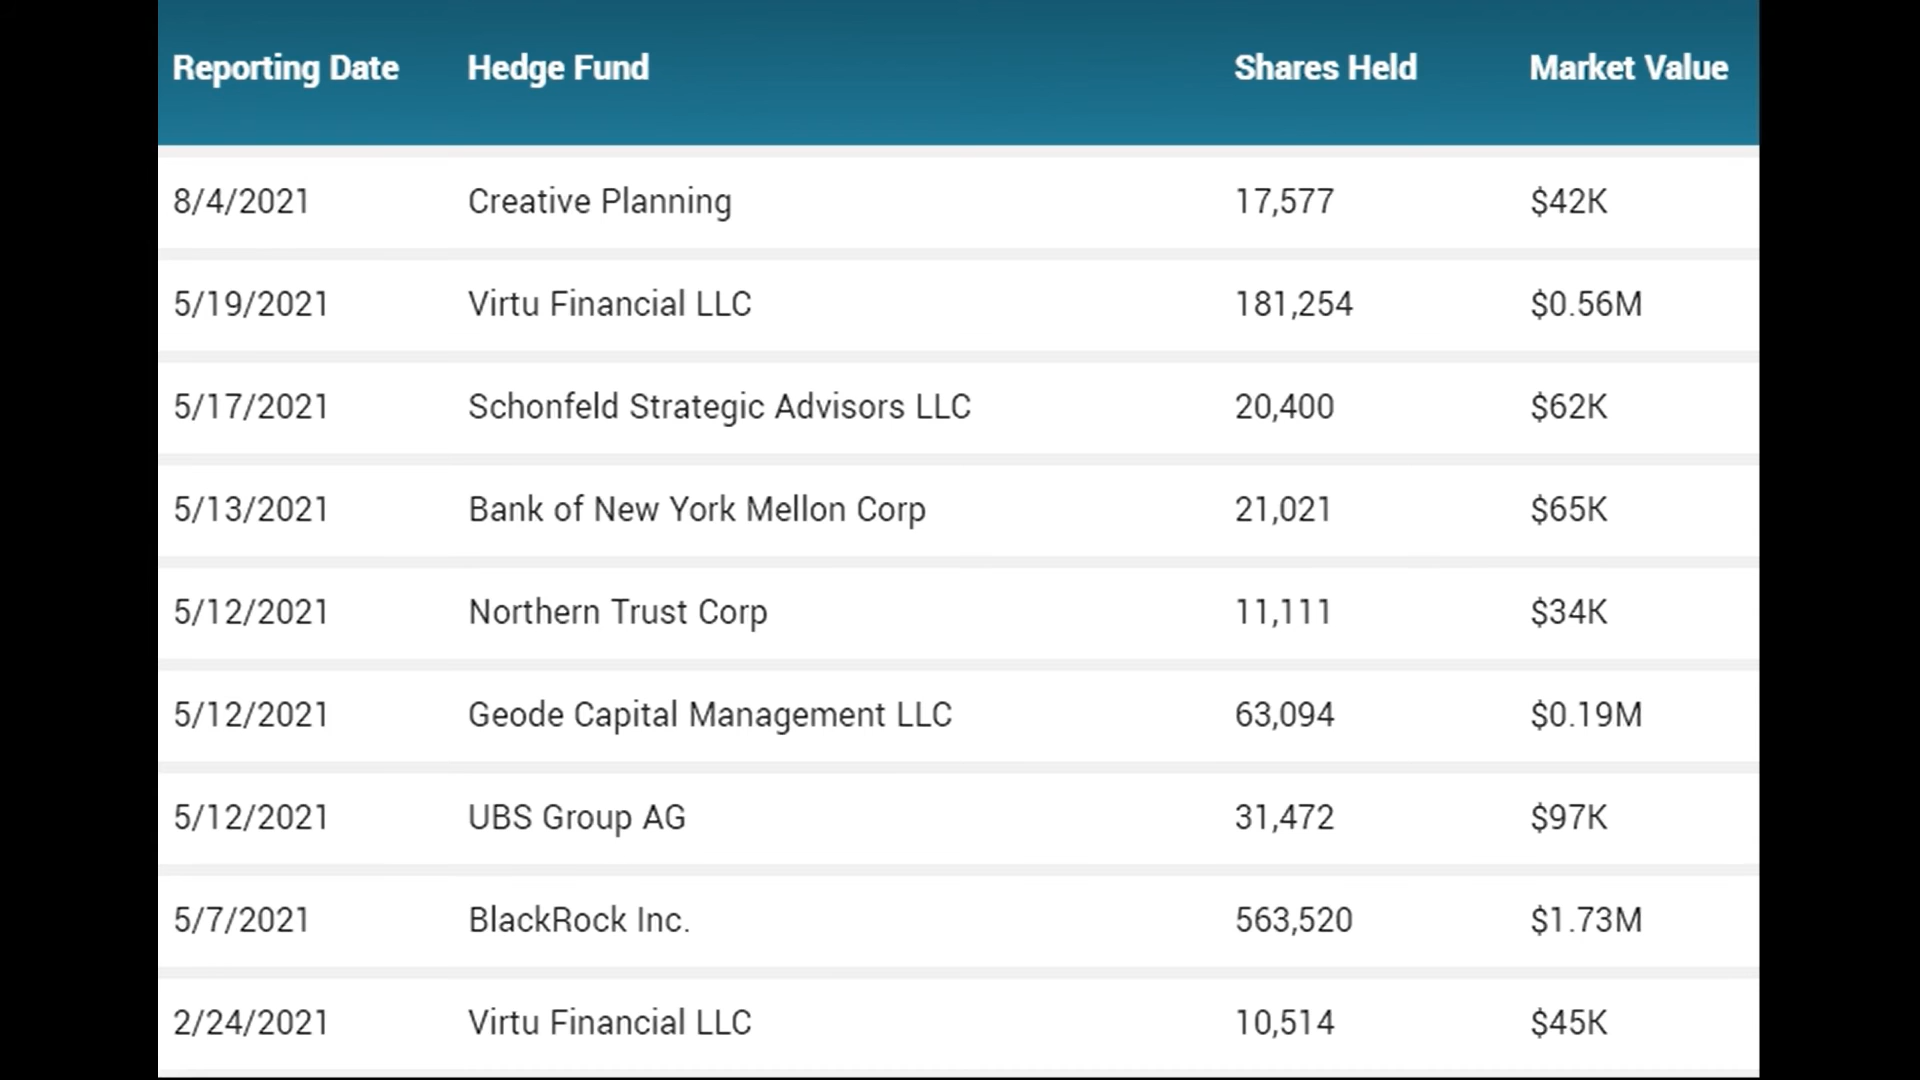 Reporting Date Hedge Fund Shares Held Market Value
8/4/2021 Creative Planning 17,577 $42K
5/19/2021 Virtu Financial LLC 181,254 $0.56M
5/17/2021 Schonfeld Strategic Advisors LLC 20,400 $62K
5/13/2021 Bank of New York Mellon Corp 21,021 $65K
5/12/2021 Northern Trust Corp 11,111 $34K
5/12/2021 Geode Capital Management LLC 63,094 $0.19M
5/12/2021 UBS Group AG 31,472 $97K
5/7/2021 BlackRock Inc. 563,520 $1.73M
2/24/2021 Virtu Financial LLC 10,514 $45K